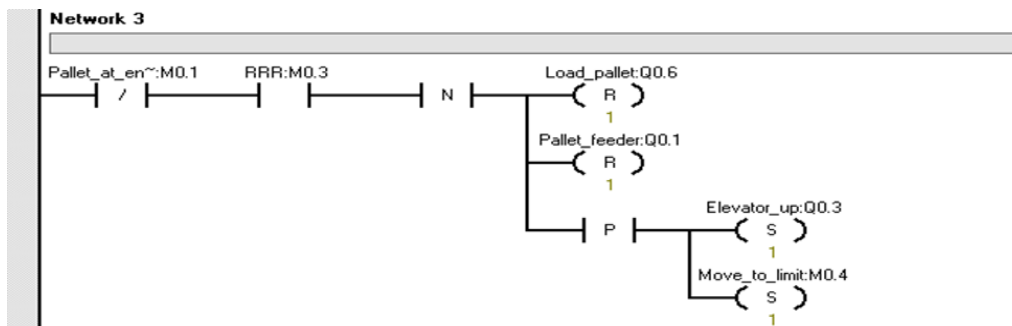 Network 3
Pallet_at_en~:M0.1 RRR:M0.3 Load_pallet:Q0.6
/ N R
1
Pallet_feeder:Q0.1
R
1
Elevator_up:Q0.3
P S
1
Move_to_limit:M0.4
S
1